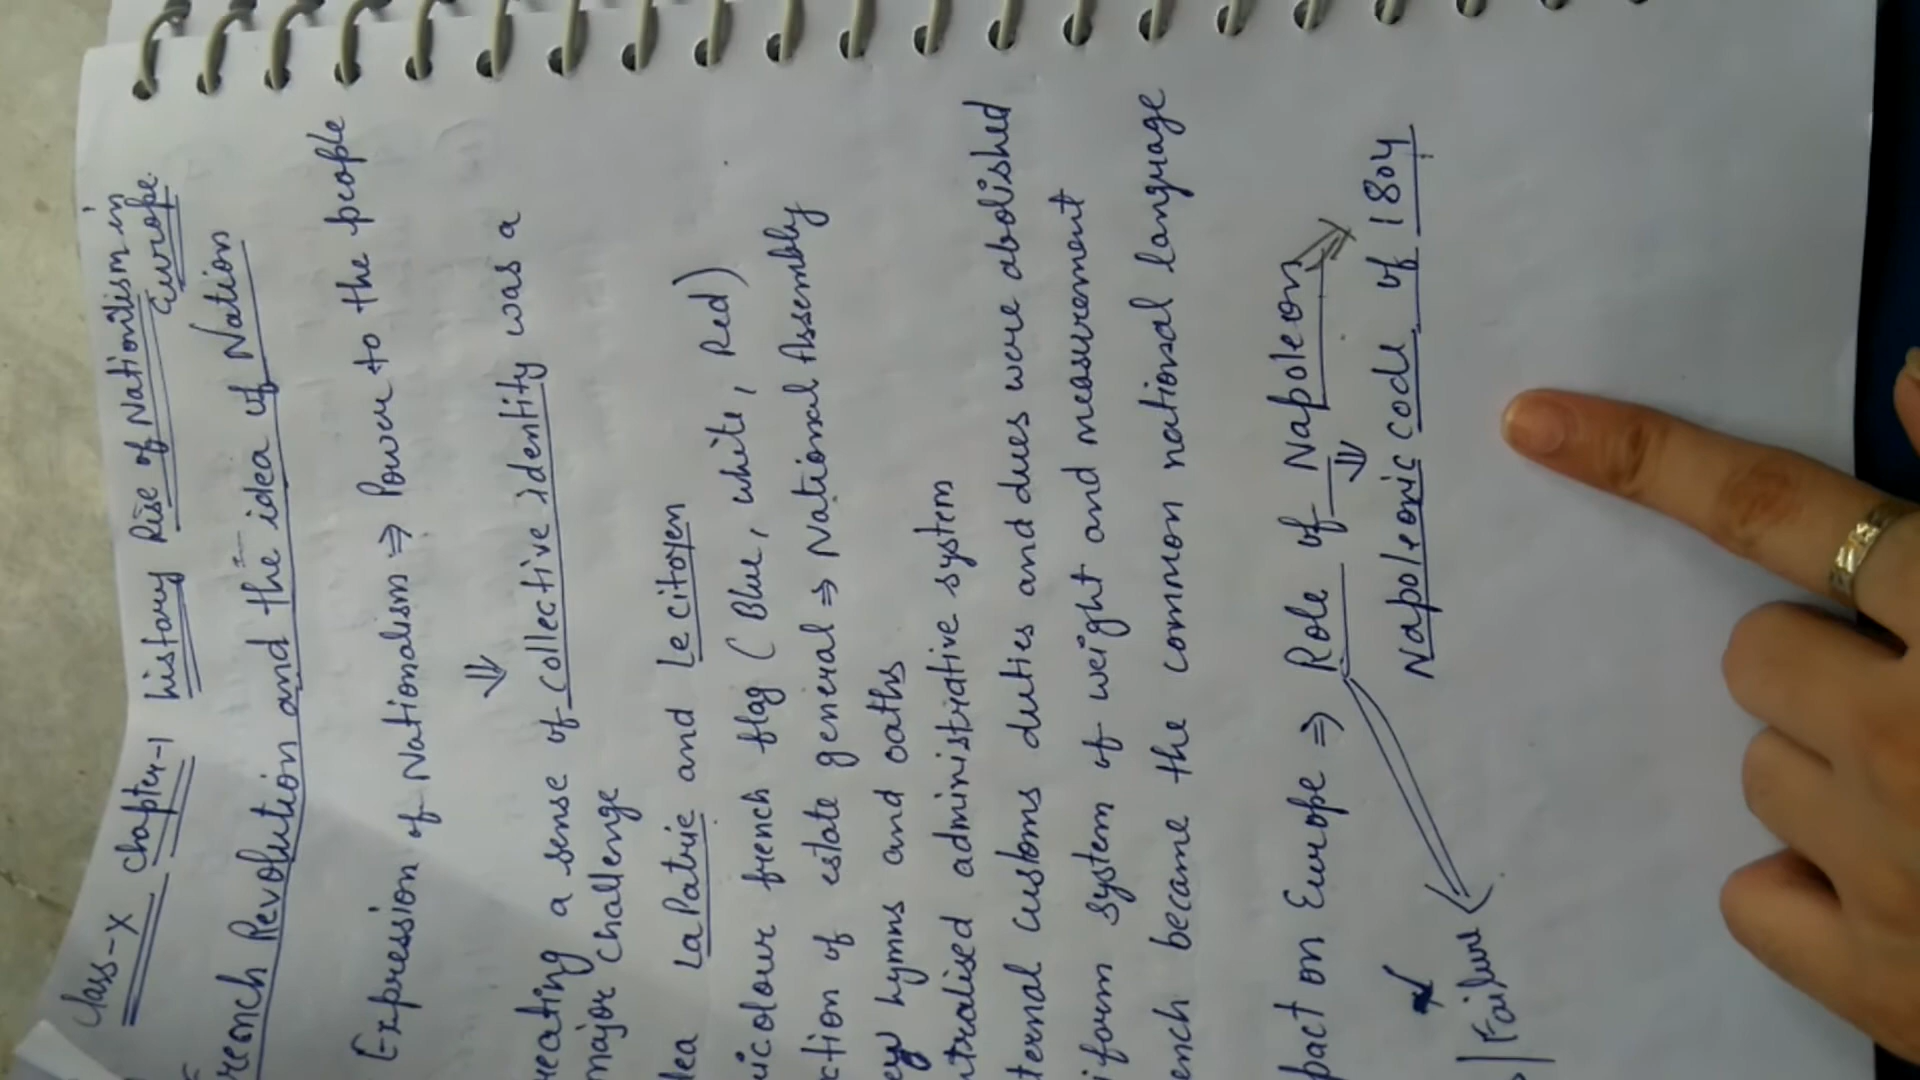 Class-X Chapter-1 history Rise of Nationilism in
Europe
rench Revolution and the idea of Nation
Expression of Nationalism ⇒ Power to the people
⇓
reating a sense of collective identity was a
major challenge
dea La Patrie and Le citoyen
ricolour french flag ( Blue, white, Red)
ction of estate general ⇒ National Assembly
ew hymns and oaths
ntralised administrative system
ternal customs duties and dues were abolished
iform system of weight and measurement
ench became the common national language
pact on Europe ⇒ Role of Napoleon
Napoleonic code of 1804
Failure